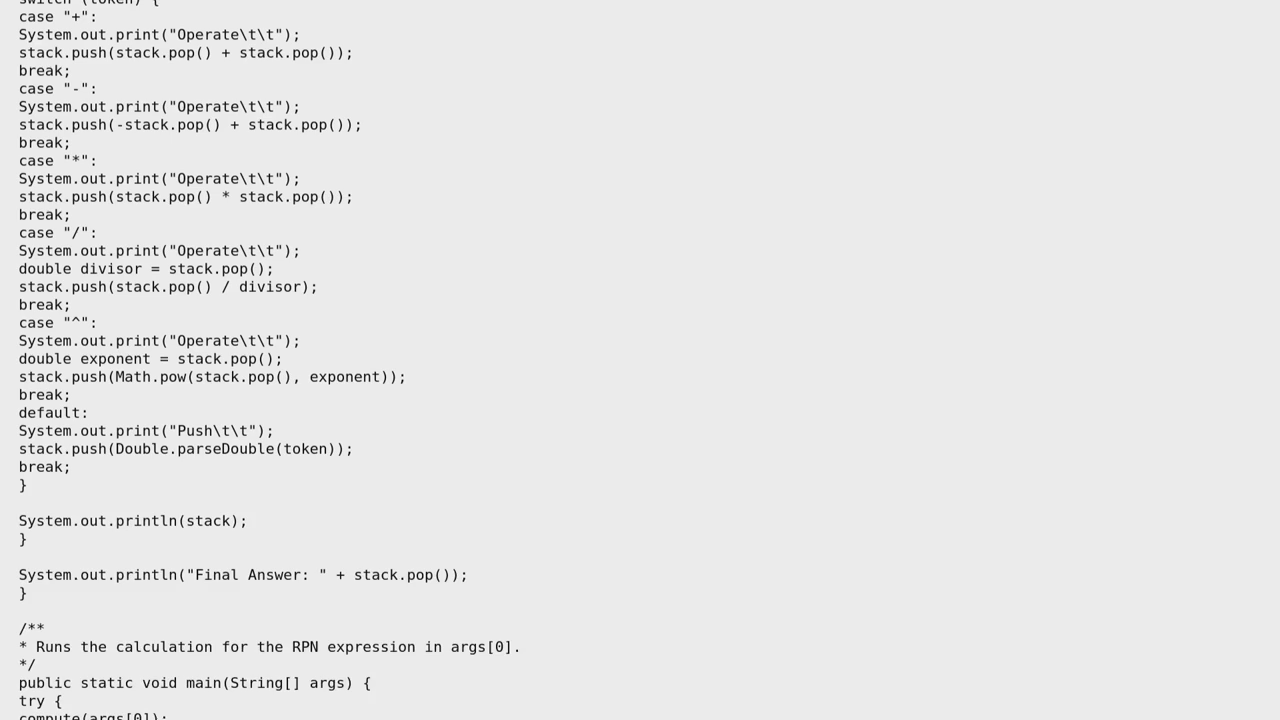 switch (token) {
case "+":
System.out.print("Operate\t\t");
stack.push(stack.pop() + stack.pop());
break;
case "-":
System.out.print("Operate\t\t");
stack.push(-stack.pop() + stack.pop());
break;
case "*":
System.out.print("Operate\t\t");
stack.push(stack.pop() * stack.pop());
break;
case "/":
System.out.print("Operate\t\t");
double divisor = stack.pop();
stack.push(stack.pop() / divisor);
break;
case "^":
System.out.print("Operate\t\t");
double exponent = stack.pop();
stack.push(Math.pow(stack.pop(), exponent));
break;
default:
System.out.print("Push\t\t");
stack.push(Double.parseDouble(token));
break;
}

System.out.println(stack);
}

System.out.println("Final Answer: " + stack.pop());
}

/**
* Runs the calculation for the RPN expression in args[0].
*/
public static void main(String[] args) {
try {
compute(args[0]);